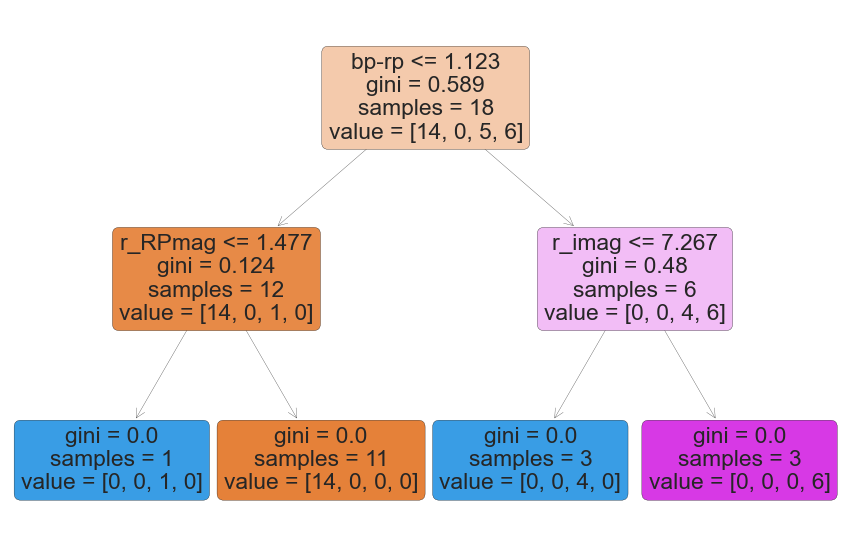 bp-rp <= 1.123
gini = 0.589
samples = 18
value = [14, 0, 5, 6]
r_RPmag <= 1.477
gini = 0.124
samples = 12
value = [14, 0, 1, 0]
r_imag <= 7.267
gini = 0.48
samples = 6
value = [0, 0, 4, 6]
gini = 0.0
samples = 1
value = [0, 0, 1, 0]
gini = 0.0
samples = 11
value = [14, 0, 0, 0]
gini = 0.0
samples = 3
value = [0, 0, 4, 0]
gini = 0.0
samples = 3
value = [0, 0, 0, 6]